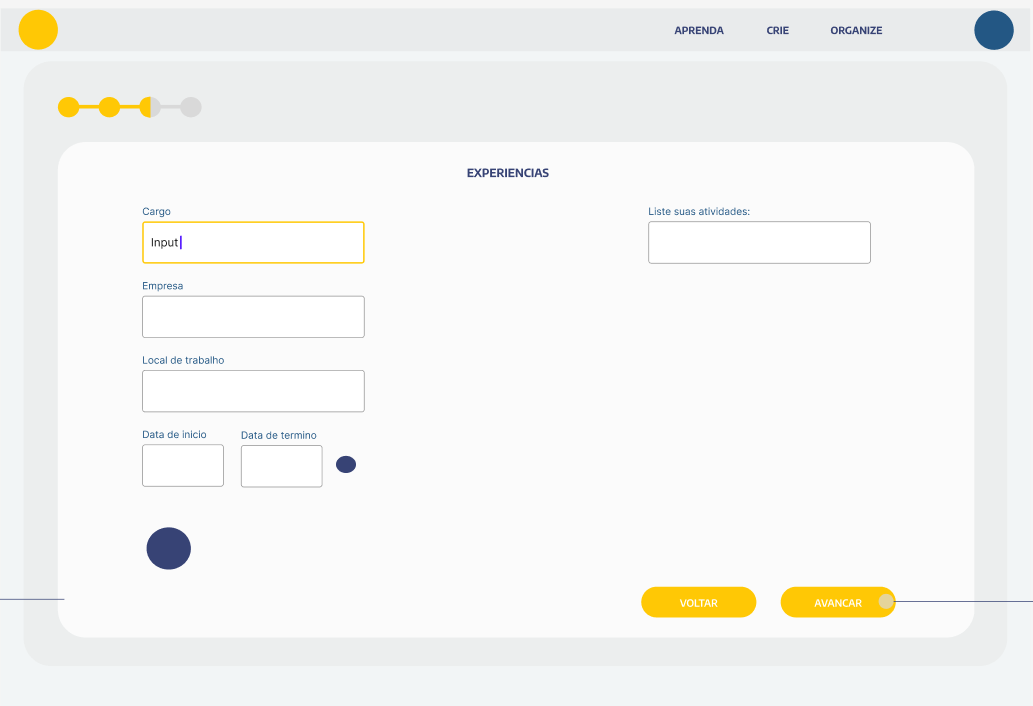 APRENDA CRIE ORGANIZE
EXPERIENCIAS
Cargo
Input
Liste suas atividades:
Empresa
Local de trabalho
Data de inicio
Data de termino
VOLTAR
AVANCAR